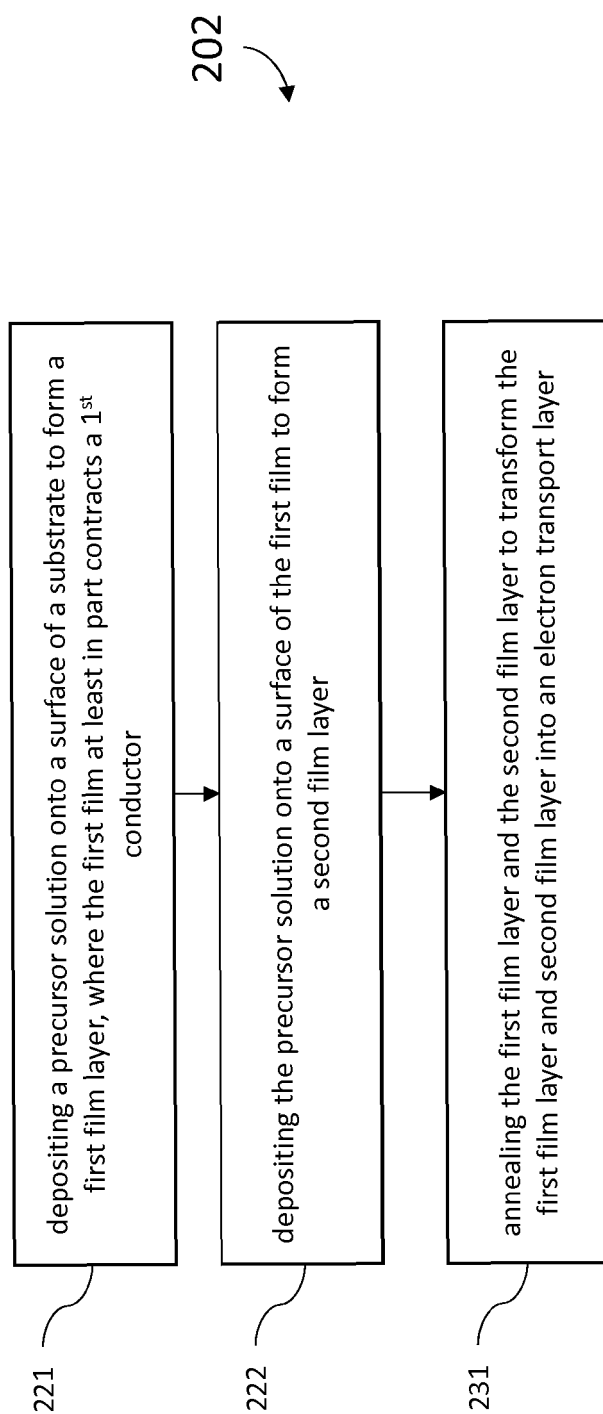 202
221
depositing a precursor solution onto a surface of a substrate to form a
first film layer, where the first film at least in part contracts a 1st
conductor
222
depositing the precursor solution onto a surface of the first film to form
a second film layer
231
annealing the first film layer and the second film layer to transform the
first film layer and second film layer into an electron transport layer